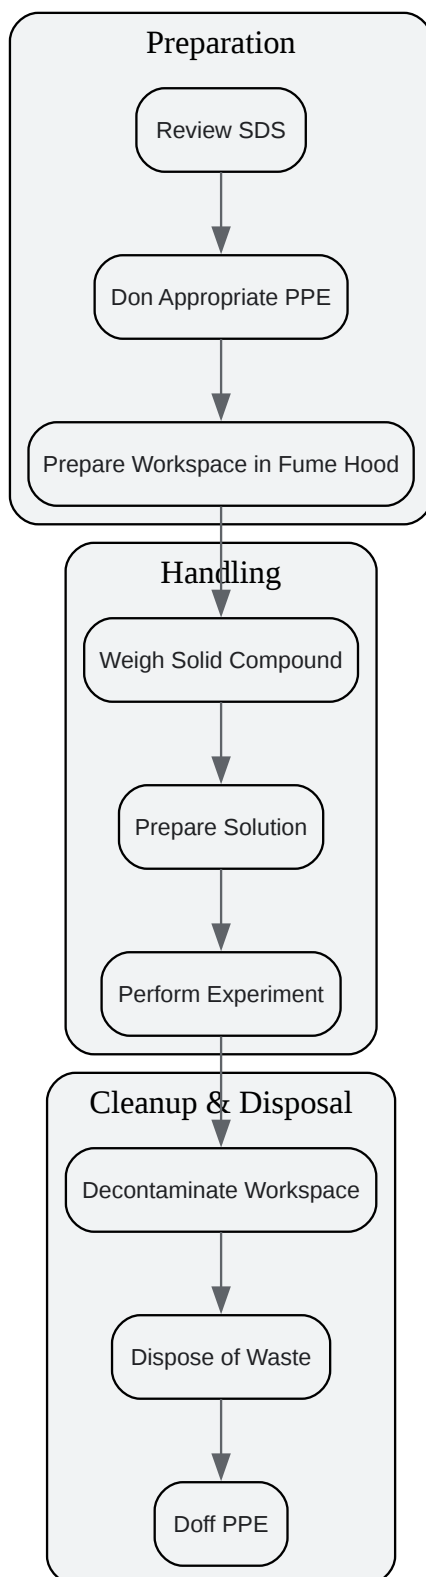 Preparation
Review SDS
Don Appropriate PPE
Prepare Workspace in Fume Hood
Handling
Weigh Solid Compound
Prepare Solution
Perform Experiment
Cleanup & Disposal
Decontaminate Workspace
Dispose of Waste
Doff PPE